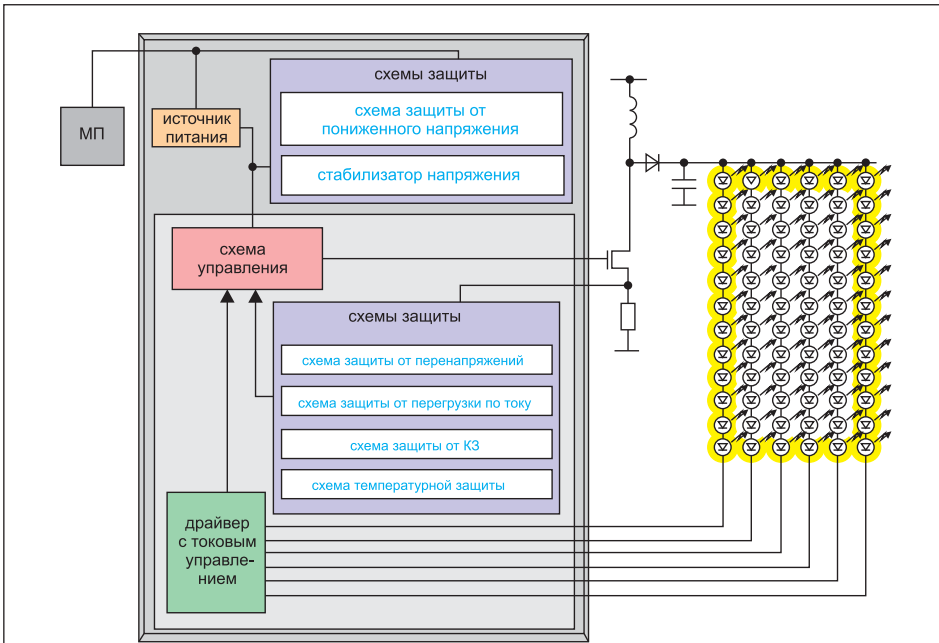 схемы защиты
схема защиты от
пониженного напряжения
стабилизатор напряжения
источник
питания
МП
схема
управления
схемы защиты
схема защиты от перенапряжений
схема защиты от перегрузки по току
схема защиты от КЗ
схема температурной защиты
драйвер
с токовым
управле-
нием